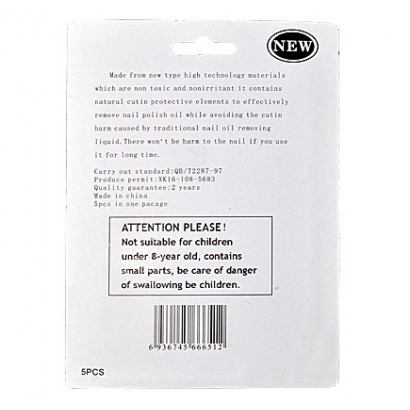 NEW
Made from new type high technology materials
which are non toxic and nonirritant it contains
natural cutin protective elements to effectively
remove nail polish oil while avoiding the cutin
harm caused by traditional nail oil removing
liquid. There won't be harm to the nail if you use
it for long time.
Carry out standard:QB/T2287-97
Produce permit:XK16-108-5683
Quality guarantee:2 years
Made in china
5pcs in one pacage
ATTENTION PLEASE!
Not suitable for children
under 8-year old, contains
small parts, be care of danger
of swallowing be children.
6 936745 666512
5PCS